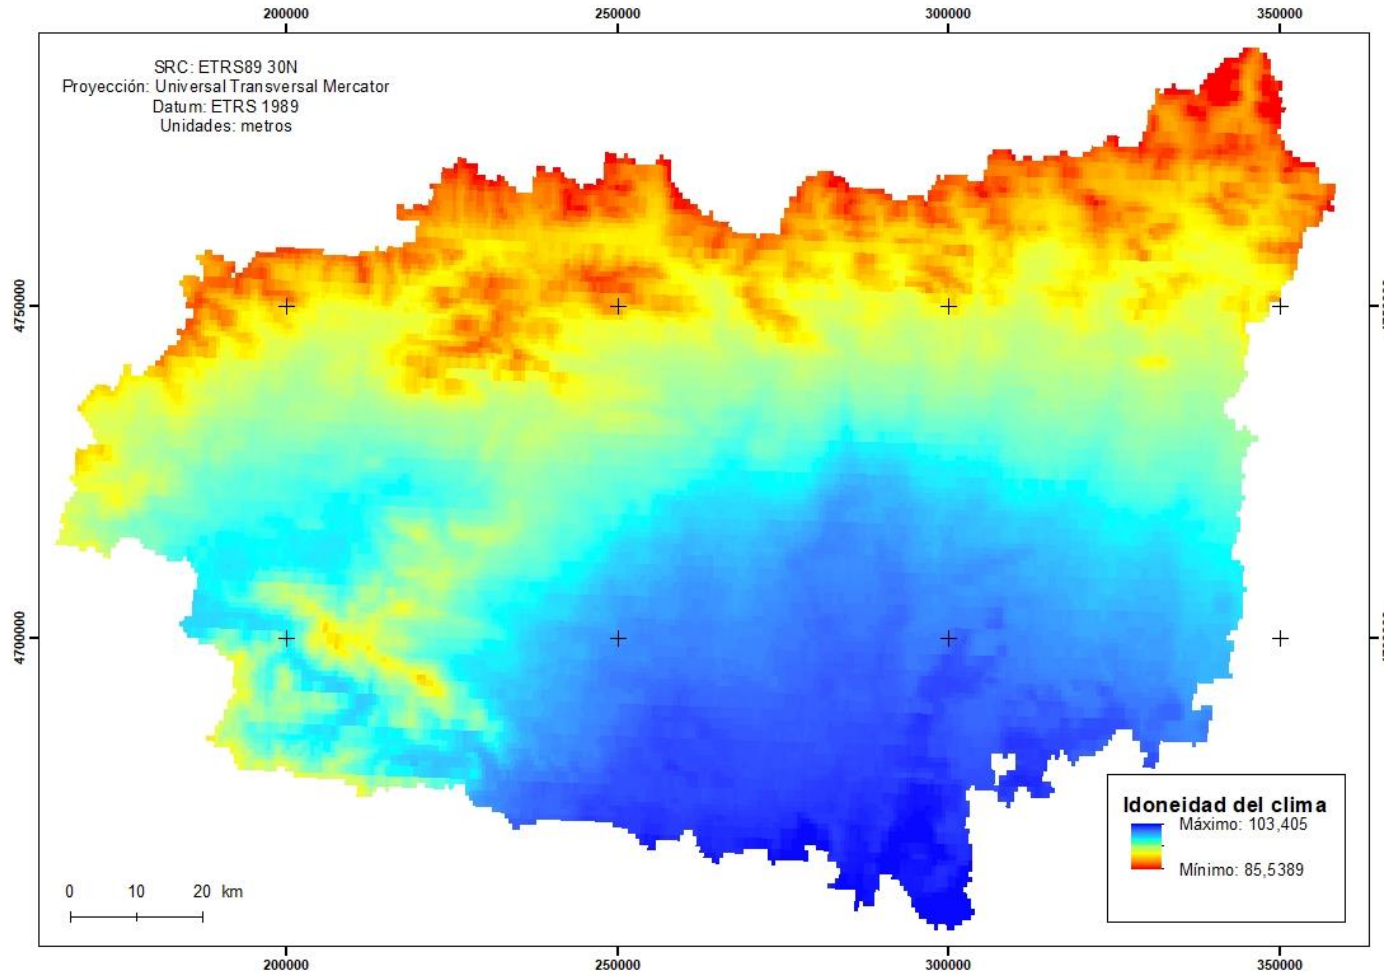 200000 250000 300000 350000
SRC: ETRS89 30N
Proyección: Universal Transversal Mercator
Datum: ETRS 1989
Unidades: metros
4750000
4700000
Idoneidad del clima
Máximo: 103,405
Mínimo: 85,5389
0 10 20 km
200000 250000 300000 350000